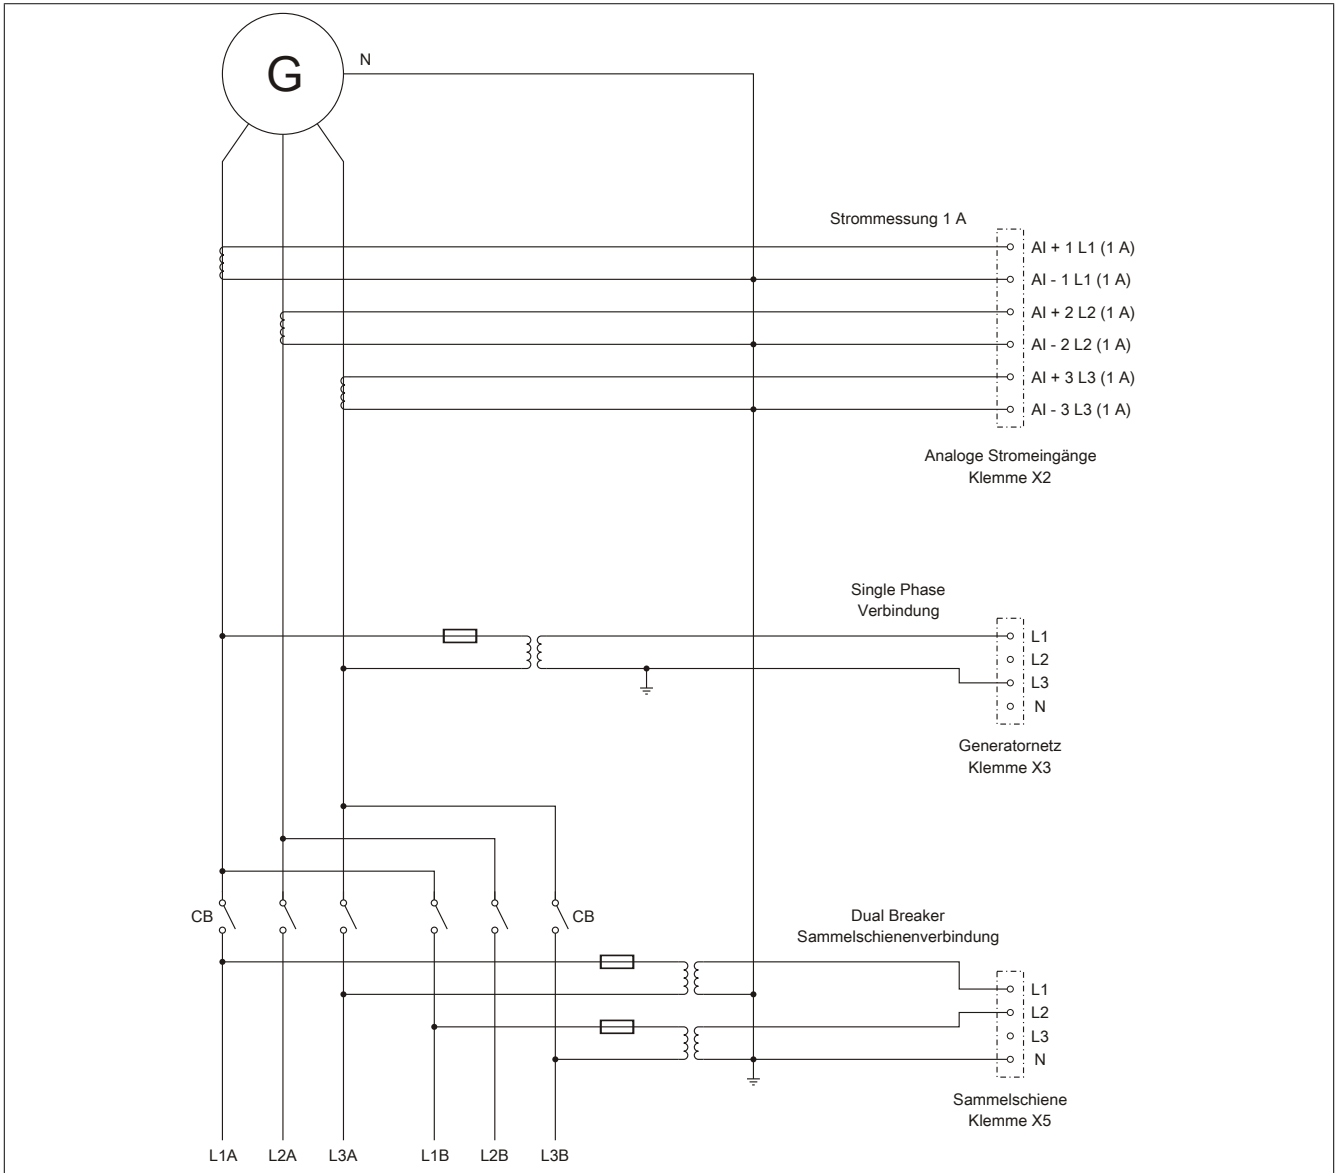 G
N
Strommessung 1 A
AI + 1 L1 (1 A)
AI - 1 L1 (1 A)
AI + 2 L2 (1 A)
AI - 2 L2 (1 A)
AI + 3 L3 (1 A)
AI - 3 L3 (1 A)
Analoge Stromeingänge
Klemme X2
Single Phase
Verbindung
L1
L2
L3
N
Generatornetz
Klemme X3
CB
CB
Dual Breaker
Sammelschienenverbindung
L1
L2
L3
N
Sammelschiene
Klemme X5
L1A L2A L3A L1B L2B L3B